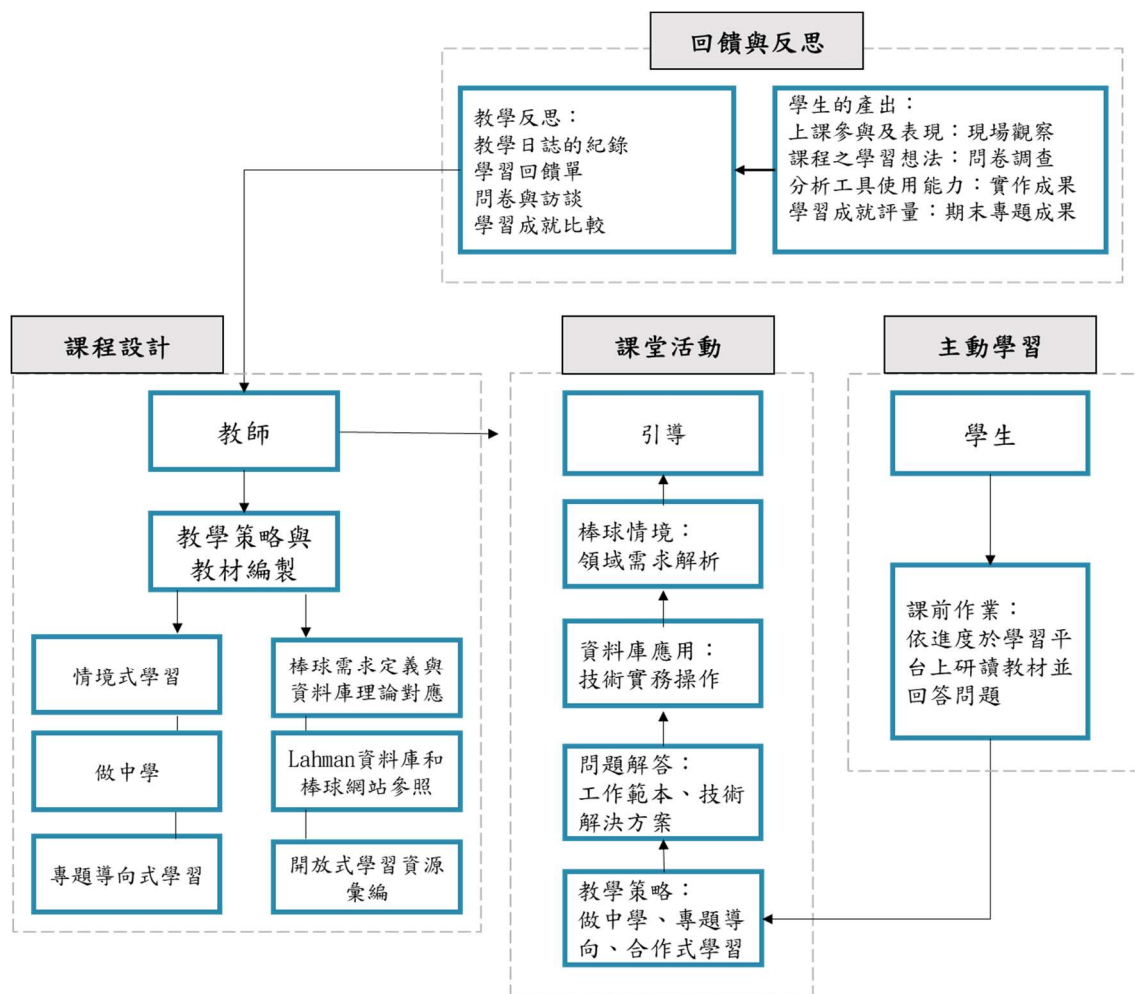 回饋與反思
教學反思：
教學日誌的紀錄
學習回饋單
問卷與訪談
學習成就比較
學生的產出：
上課參與及表現：現場觀察
課程之學習想法：問卷調查
分析工具使用能力：實作成果
學習成就評量：期末專題成果
課程設計
教師
教學策略與
教材編製
情境式學習
做中學
專題導向式學習
棒球需求定義與
資料庫理論對應
Lahman資料庫和
棒球網站參照
開放式學習資源
彙編
課堂活動
引導
棒球情境：
領域需求解析
資料庫應用：
技術實務操作
問題解答：
工作範本、技術
解決方案
教學策略：
做中學、專題導
向、合作式學習
主動學習
學生
課前作業：
依進度於學習平
台上研讀教材並
回答問題